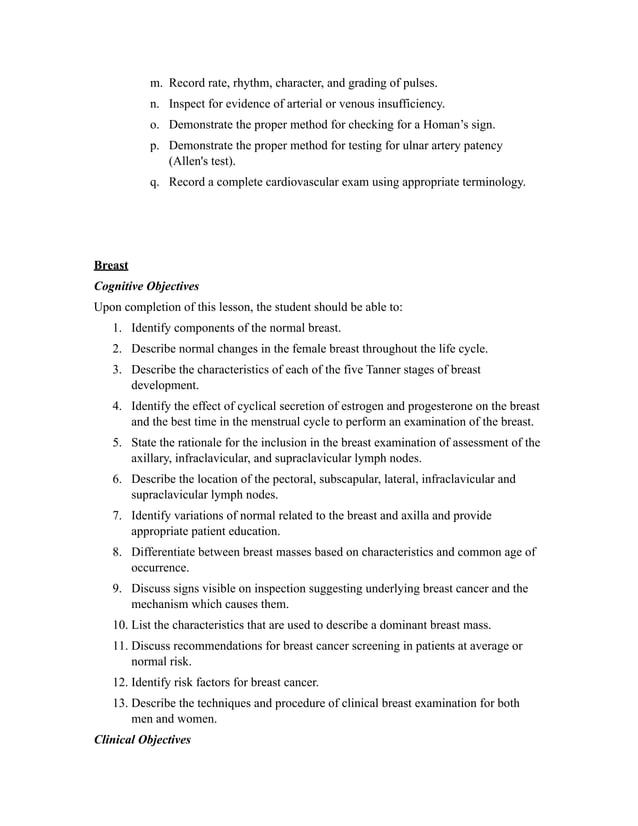 m. Record rate, rhythm, character, and grading of pulses.
n. Inspect for evidence of arterial or venous insufficiency.
o. Demonstrate the proper method for checking for a Homan’s sign.
p. Demonstrate the proper method for testing for ulnar artery patency
(Allen's test).
q. Record a complete cardiovascular exam using appropriate terminology.
Breast
Cognitive Objectives
Upon completion of this lesson, the student should be able to:
1. Identify components of the normal breast.
2. Describe normal changes in the female breast throughout the life cycle.
3. Describe the characteristics of each of the five Tanner stages of breast
development.
4. Identify the effect of cyclical secretion of estrogen and progesterone on the breast
and the best time in the menstrual cycle to perform an examination of the breast.
5. State the rationale for the inclusion in the breast examination of assessment of the
axillary, infraclavicular, and supraclavicular lymph nodes.
6. Describe the location of the pectoral, subscapular, lateral, infraclavicular and
supraclavicular lymph nodes.
7. Identify variations of normal related to the breast and axilla and provide
appropriate patient education.
8. Differentiate between breast masses based on characteristics and common age of
occurrence.
9. Discuss signs visible on inspection suggesting underlying breast cancer and the
mechanism which causes them.
10. List the characteristics that are used to describe a dominant breast mass.
11. Discuss recommendations for breast cancer screening in patients at average or
normal risk.
12. Identify risk factors for breast cancer.
13. Describe the techniques and procedure of clinical breast examination for both
men and women.
Clinical Objectives